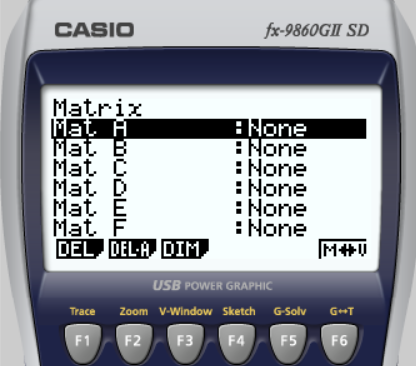 CASIO fx-9860GII SD
Matrix
Mat A :None
Mat B :None
Mat C :None
Mat D :None
Mat E :None
Mat F :None
DEL DEL·A DIM M↔V
USB POWER GRAPHIC
Trace Zoom V-Window Sketch G-Solv G↔T
F1 F2 F3 F4 F5 F6